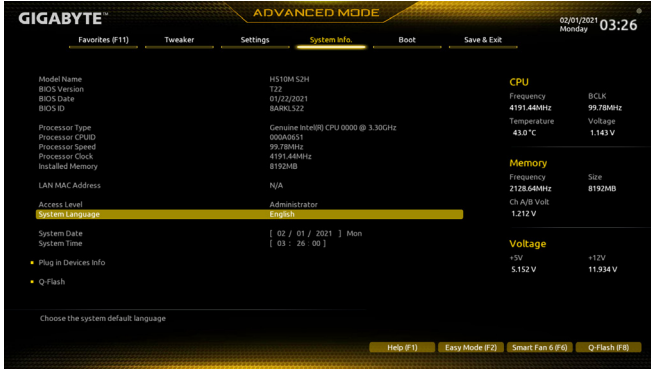 GIGABYTE™
ADVANCED MODE
02/01/2021 Monday 03:26
Favorites (F11) Tweaker Settings System Info. Boot Save & Exit
Model Name H510M S2H
BIOS Version T22
BIOS Date 01/22/2021
BIOS ID 8ARKLS22
Processor Type Genuine Intel(R) CPU 0000 @ 3.30GHz
Processor CPUID 000A0651
Processor Speed 99.78MHz
Processor Clock 4191.44MHz
Installed Memory 8192MB
LAN MAC Address N/A
Access Level Administrator
System Language English
System Date [ 02 / 01 / 2021 ] Mon
System Time [ 03 : 26 : 00 ]
Plug in Devices Info
Q-Flash
CPU
Frequency BCLK
4191.44MHz 99.78MHz
Temperature Voltage
43.0 °C 1.143 V
Memory
Frequency Size
2128.64MHz 8192MB
Ch A/B Volt
1.212 V
Voltage
+5V +12V
5.152 V 11.934 V
Choose the system default language
Help (F1) Easy Mode (F2) Smart Fan 6 (F6) Q-Flash (F8)